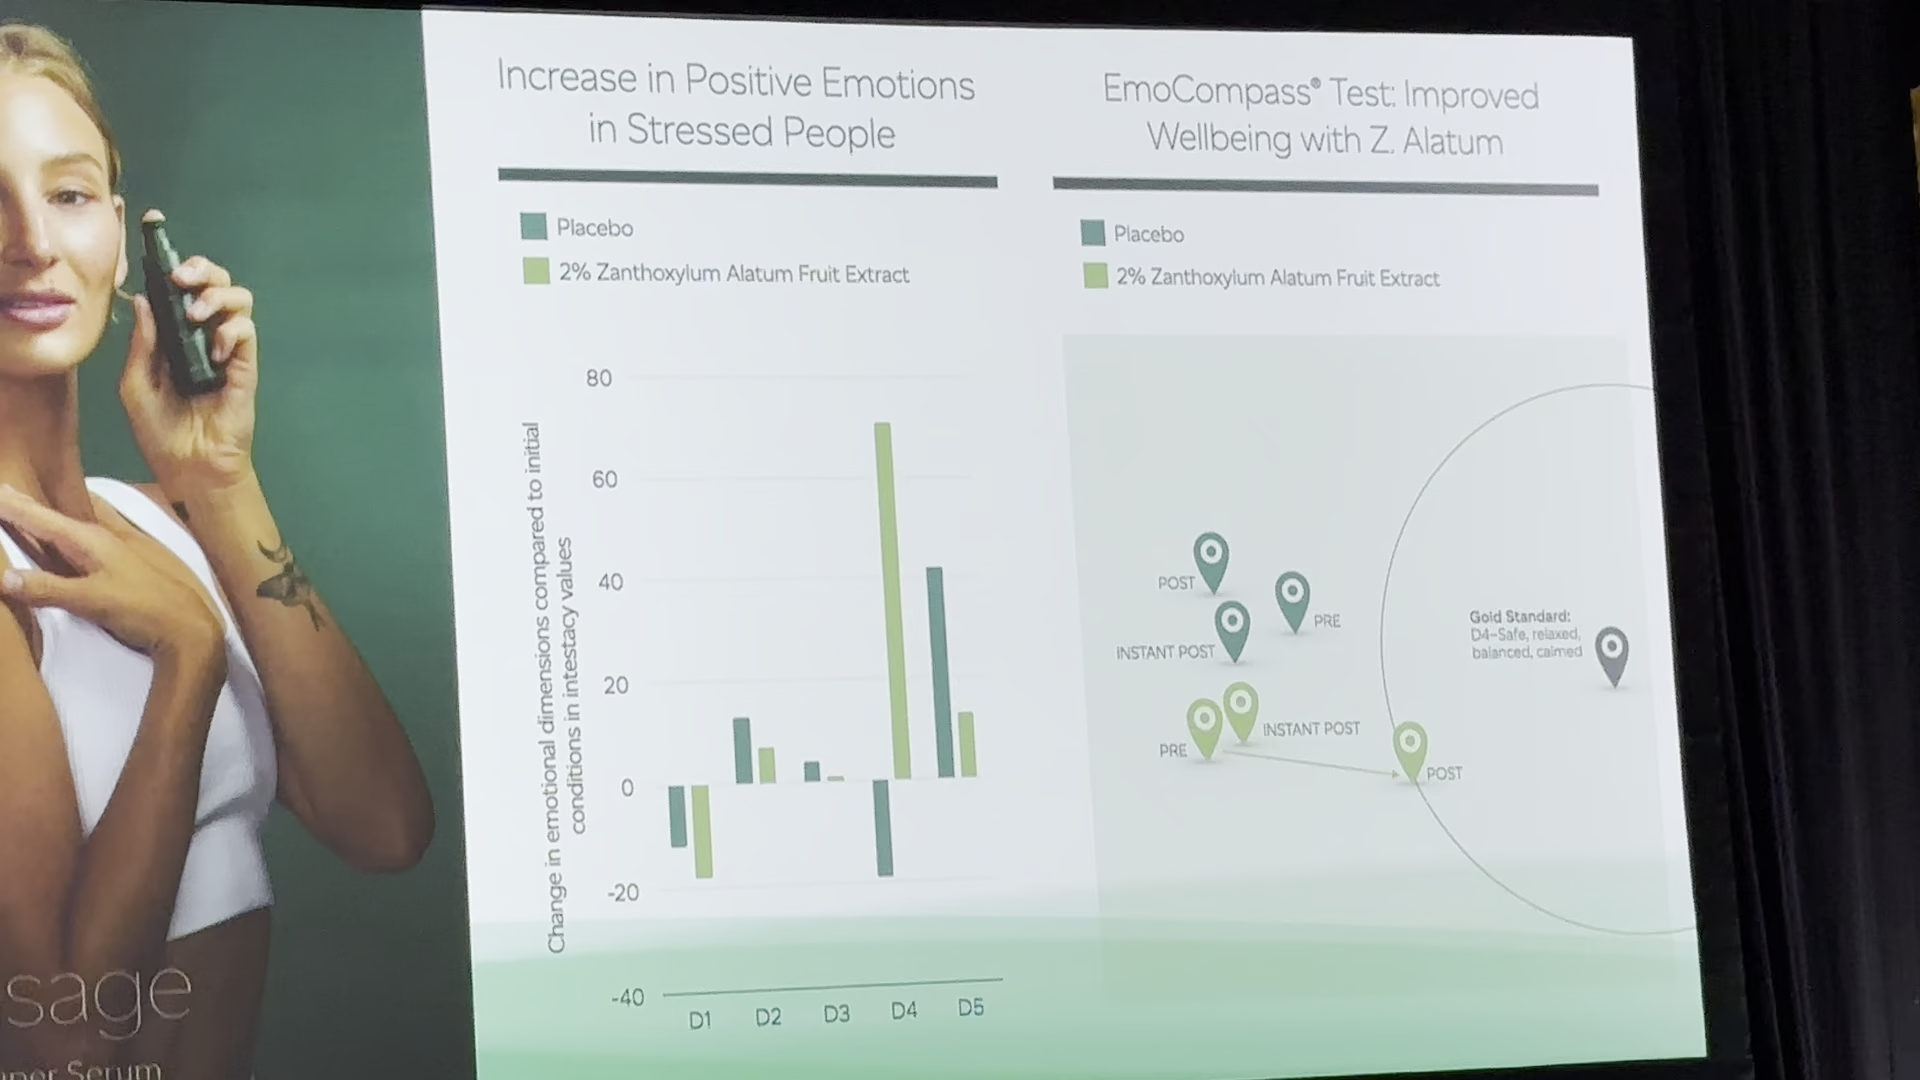 Increase in Positive Emotions
in Stressed People
Placebo
2% Zanthoxylum Alatum Fruit Extract
Change in emotional dimensions compared to initial
conditions in intestacy values
80
60
40
20
0
-20
-40
D1 D2 D3 D4 D5
EmoCompass® Test: Improved
Wellbeing with Z. Alatum
Placebo
2% Zanthoxylum Alatum Fruit Extract
POST
PRE
INSTANT POST
Gold Standard:
D4-Safe, relaxed,
balanced, calmed
INSTANT POST
PRE
POST
sage
Serum